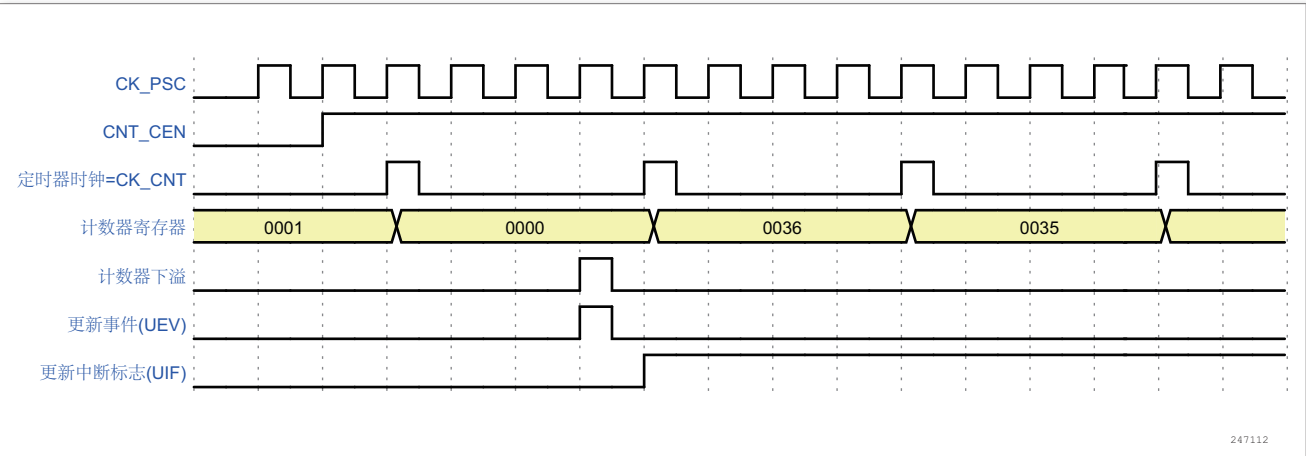 CK_PSC
CNT_CEN
定时器时钟=CK_CNT
计数器寄存器 0001 0000 0036 0035
计数器下溢
更新事件(UEV)
更新中断标志(UIF)
247112